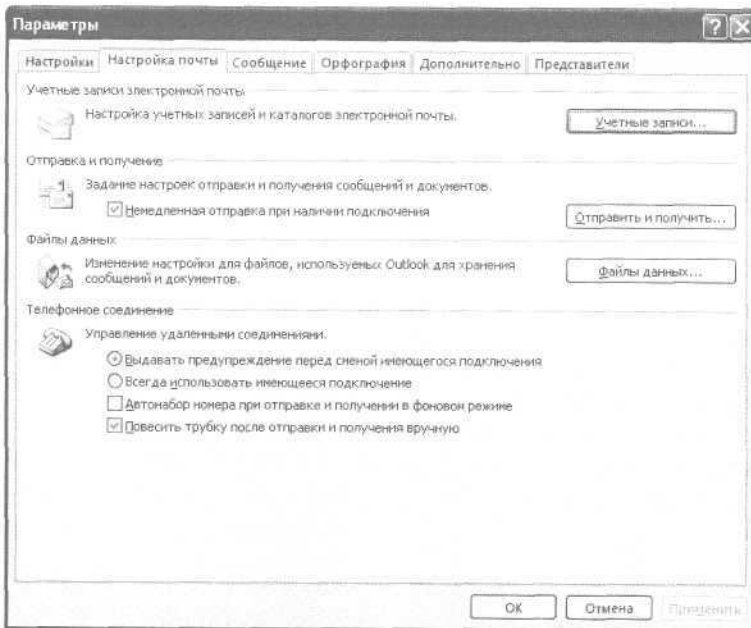 Параметры
Настройки Настройка почты Сообщение Орфография Дополнительно Представители
Учетные записи электронной почты
Настройка учетных записей и каталогов электронной почты.
Учетные записи...
Отправка и получение
Задание настроек отправки и получения сообщений и документов.
Немедленная отправка при наличии подключения
Отправить и получить...
Файлы данных
Изменение настройки для файлов, используемых Outlook для хранения
сообщений и документов.
Файлы данных...
Телефонное соединение
Управление удаленными соединениями.
Выдавать предупреждение перед сменой имеющегося подключения
Всегда использовать имеющееся подключение
Автонабор номера при отправке и получении в фоновом режиме
Повесить трубку после отправки и получения вручную
ОК Отмена Применить